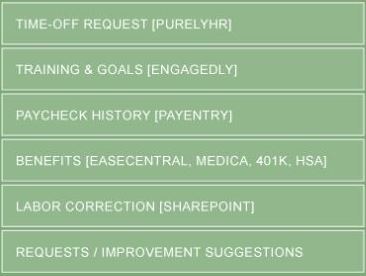 TIME-OFF REQUEST [PURELYHR]
TRAINING & GOALS [ENGAGEDLY]
PAYCHECK HISTORY [PAYENTRY]
BENEFITS [EASECENTRAL, MEDICA, 401K, HSA]
LABOR CORRECTION [SHAREPOINT]
REQUESTS / IMPROVEMENT SUGGESTIONS